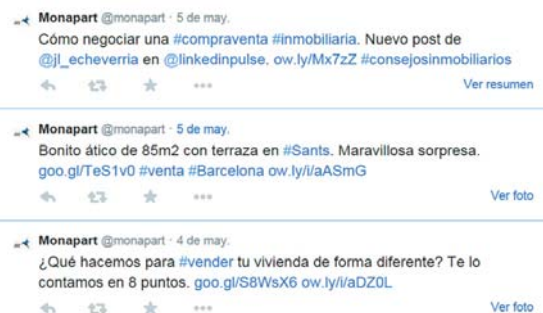 Monapart @monapart · 5 de may.
Cómo negociar una #compraventa #inmobiliaria. Nuevo post de
@jl_echeverria en @linkedinpulse. ow.ly/Mx7zZ #consejosinmobiliarios
Ver resumen
Monapart @monapart · 5 de may.
Bonito ático de 85m2 con terraza en #Sants. Maravillosa sorpresa.
goo.gl/TeS1v0 #venta #Barcelona ow.ly/i/aASmG
Ver foto
Monapart @monapart · 4 de may.
¿Qué hacemos para #vender tu vivienda de forma diferente? Te lo
contamos en 8 puntos. goo.gl/S8WsX6 ow.ly/i/aDZ0L
Ver foto